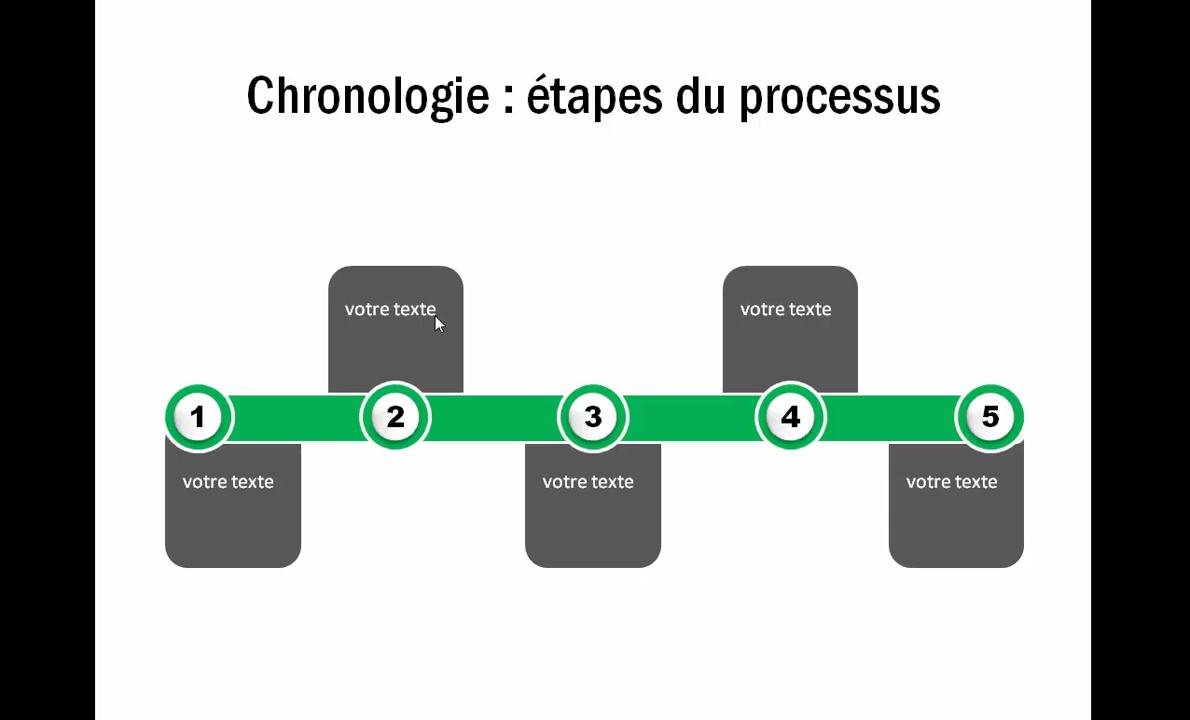 Chronologie : étapes du processus
votre texte
votre texte
1
2
3
4
5
votre texte
votre texte
votre texte